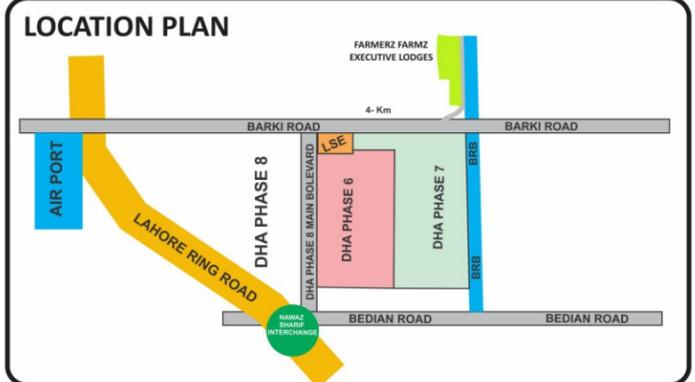 LOCATION PLAN
FARMERZ FARMZ
EXECUTIVE LODGES
4- Km
BARKI ROAD
BARKI ROAD
AIR PORT
LAHORE RING ROAD
DHA PHASE 8
DHA PHASE 8 MAIN BOLEVARD
LSE
DHA PHASE 6
DHA PHASE 7
BRB
BRB
NAWAZ
SHARIF
INTERCHANGE
BEDIAN ROAD
BEDIAN ROAD